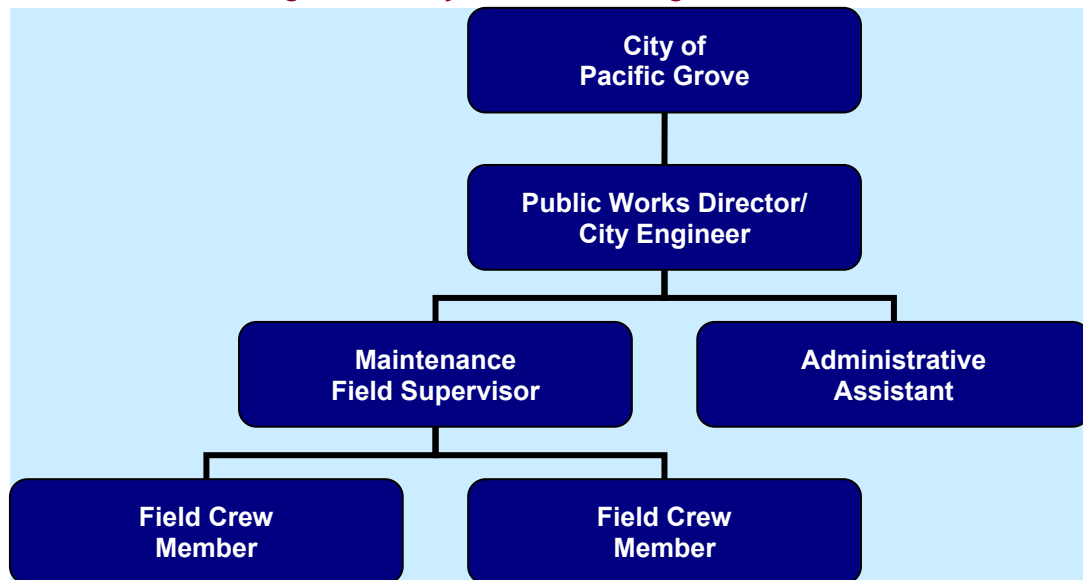 City of
Pacific Grove
Public Works Director/
City Engineer
Maintenance
Field Supervisor
Administrative
Assistant
Field Crew
Member
Field Crew
Member